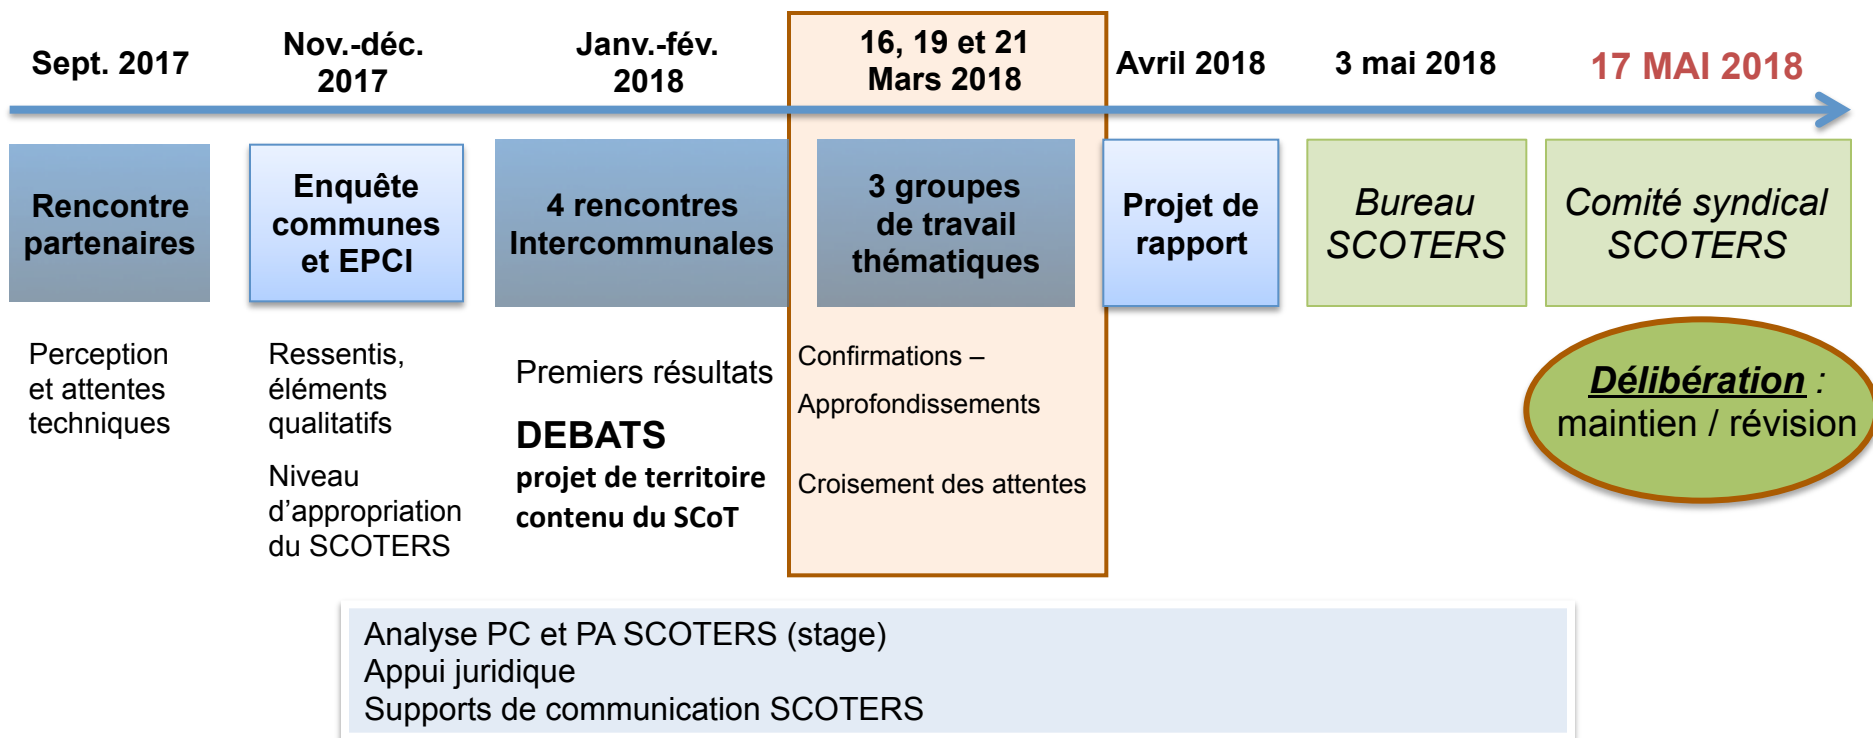 Sept. 2017
Nov.-déc.
2017
Janv.-fév.
2018
16, 19 et 21
Mars 2018
Avril 2018
3 mai 2018
17 MAI 2018
Rencontre
partenaires
Enquête
communes
et EPCI
4 rencontres
Intercommunales
3 groupes
de travail
thématiques
Projet de
rapport
Bureau
SCOTERS
Comité syndical
SCOTERS
Perception
et attentes
techniques
Ressentis,
éléments
qualitatifs
Niveau
d'appropriation
du SCOTERS
Premiers résultats
DEBATS
projet de territoire
contenu du SCoT
Confirmations –
Approfondissements
Croisement des attentes
Délibération :
maintien / révision
Analyse PC et PA SCOTERS (stage)
Appui juridique
Supports de communication SCOTERS